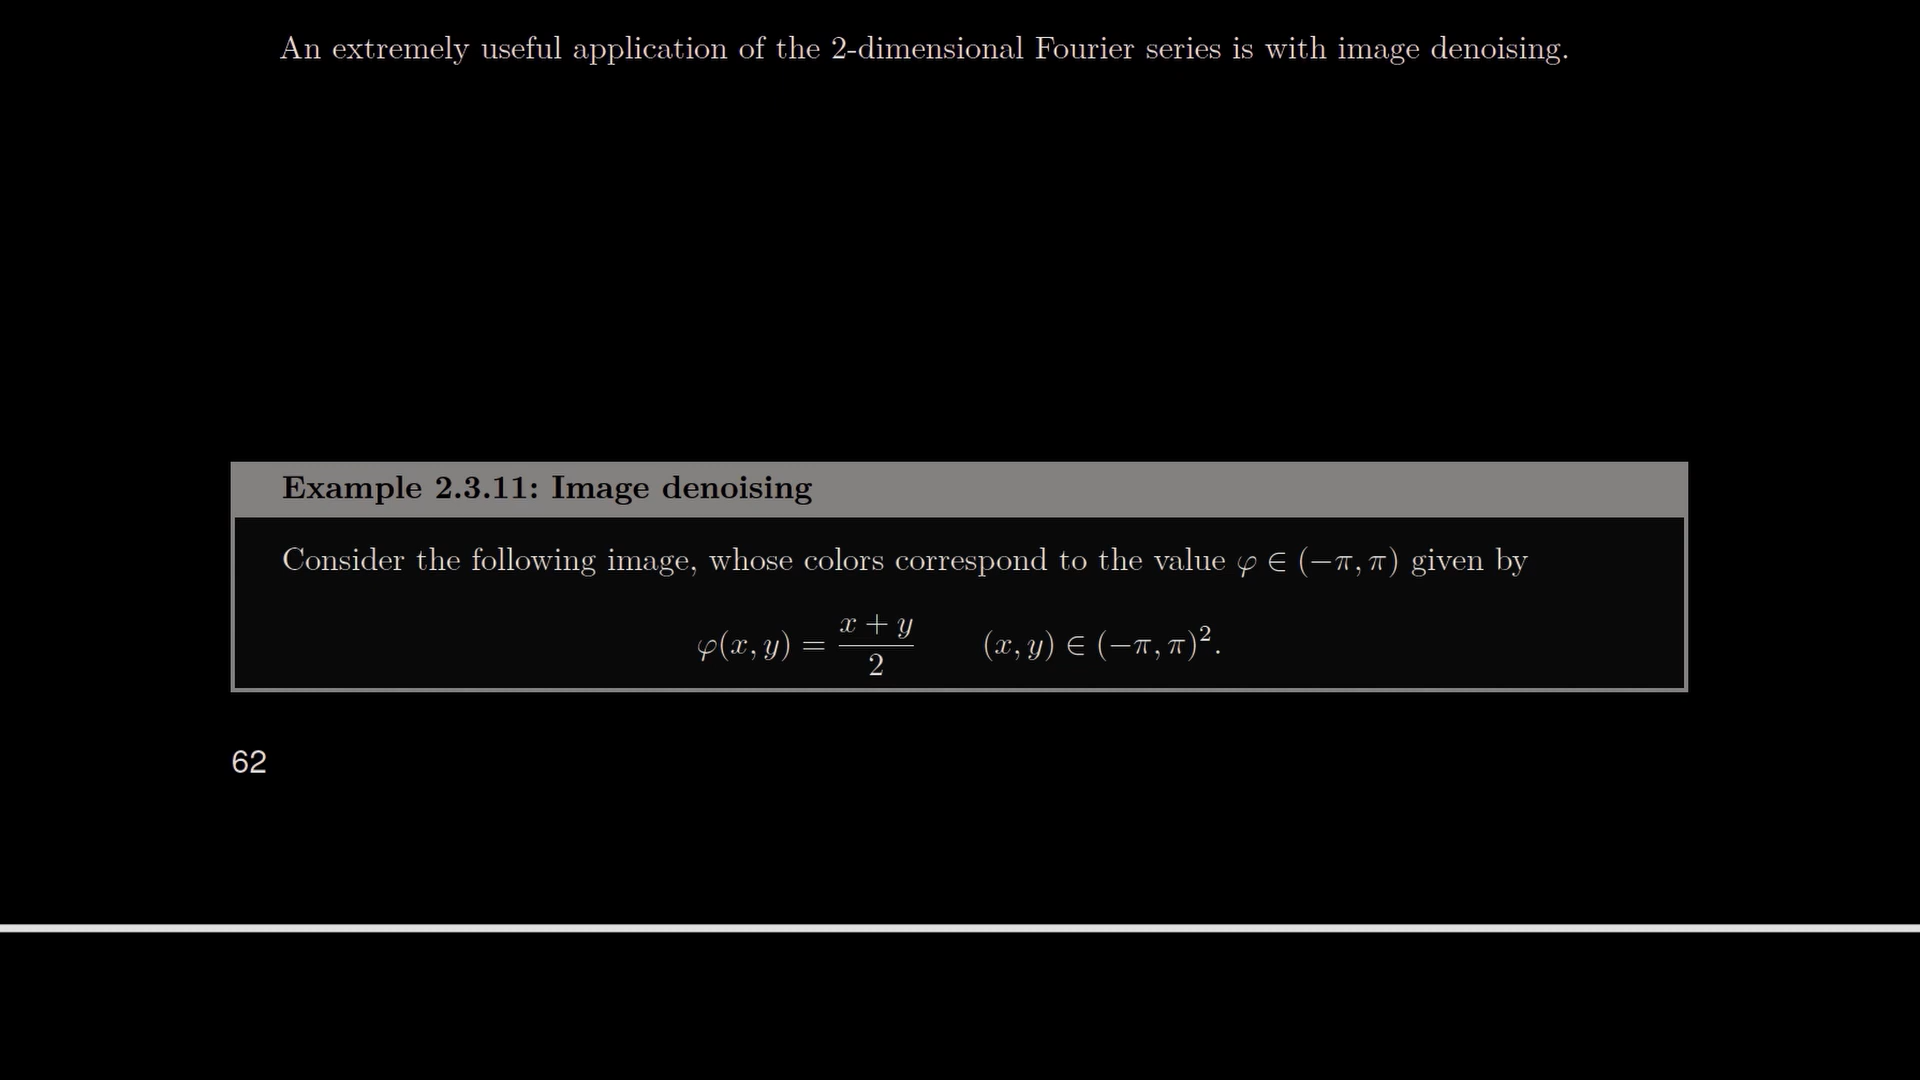 An extremely useful application of the 2-dimensional Fourier series is with image denoising.
Example 2.3.11: Image denoising
Consider the following image, whose colors correspond to the value φ ∈ (−π, π) given by
φ(x, y) = (x + y)/2 (x, y) ∈ (−π, π)².
62